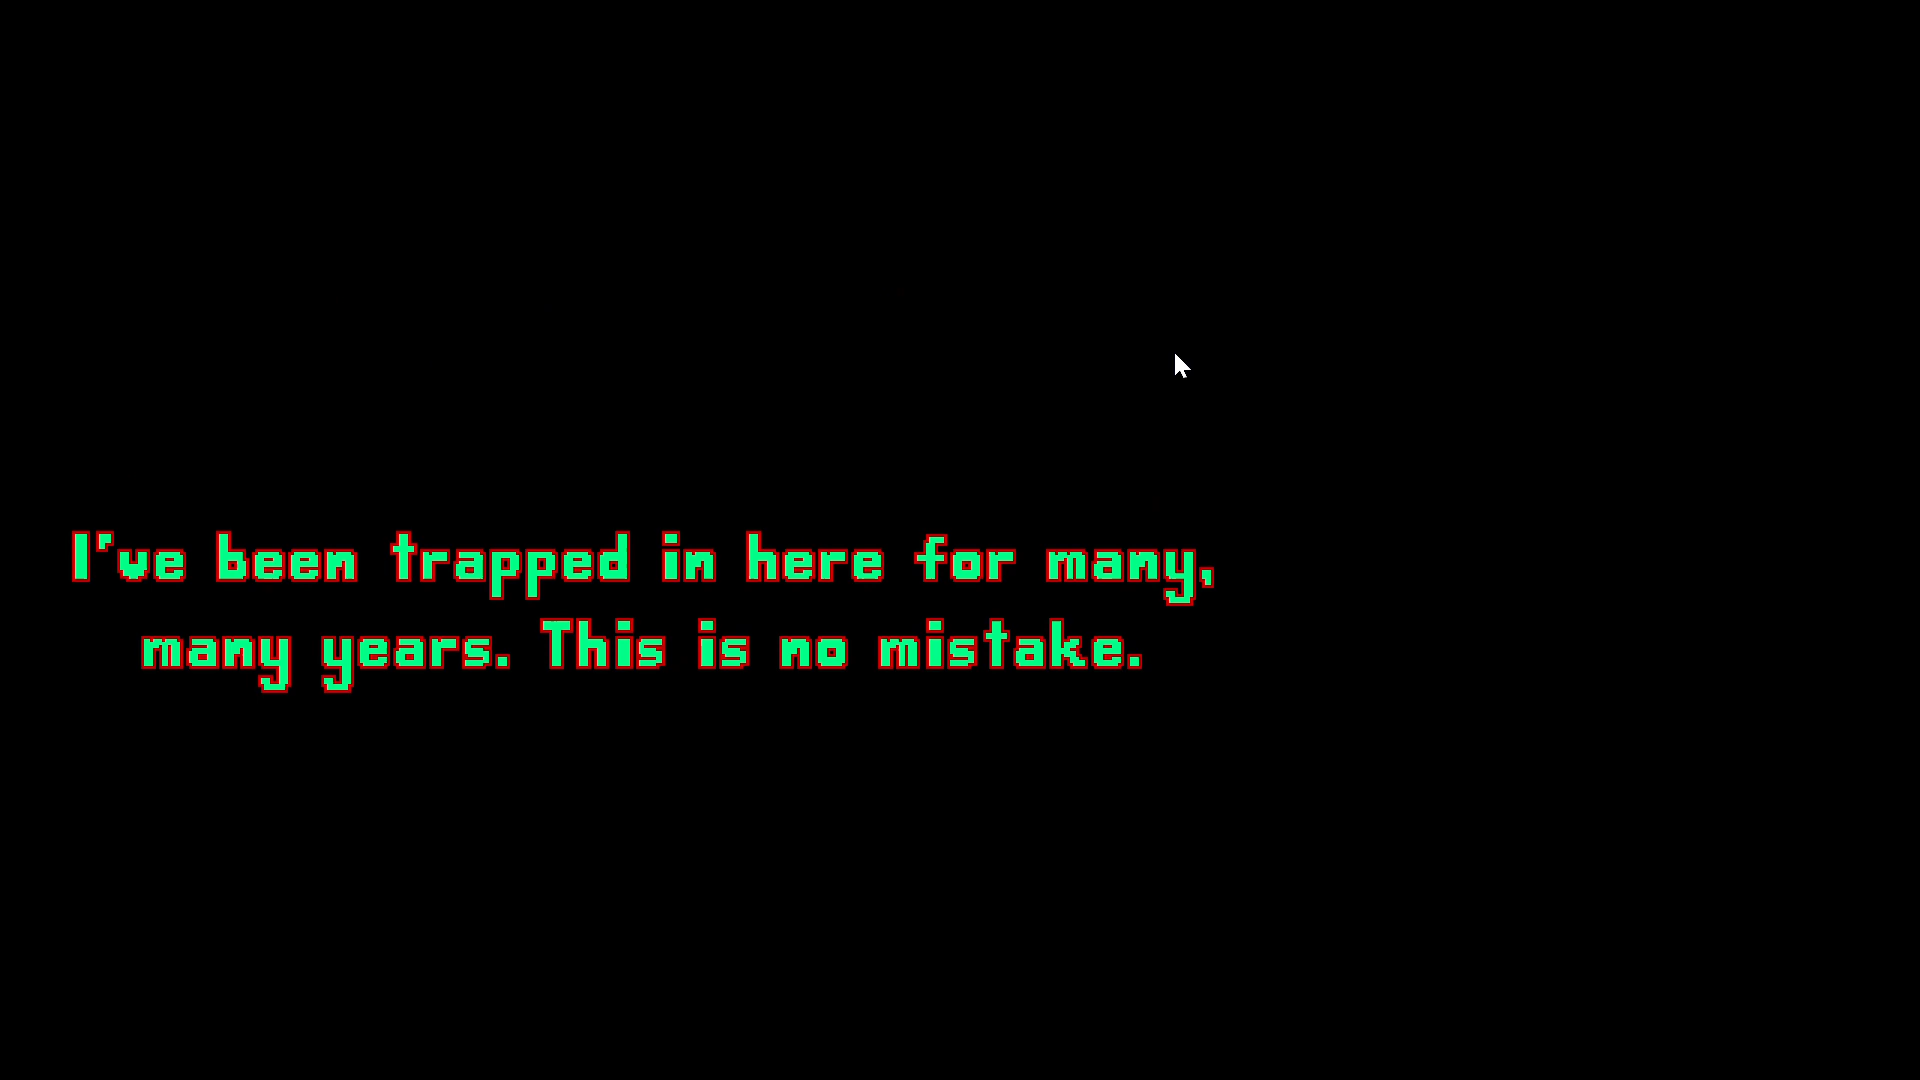 I've been trapped in here for many,
many years. This is no mistake.